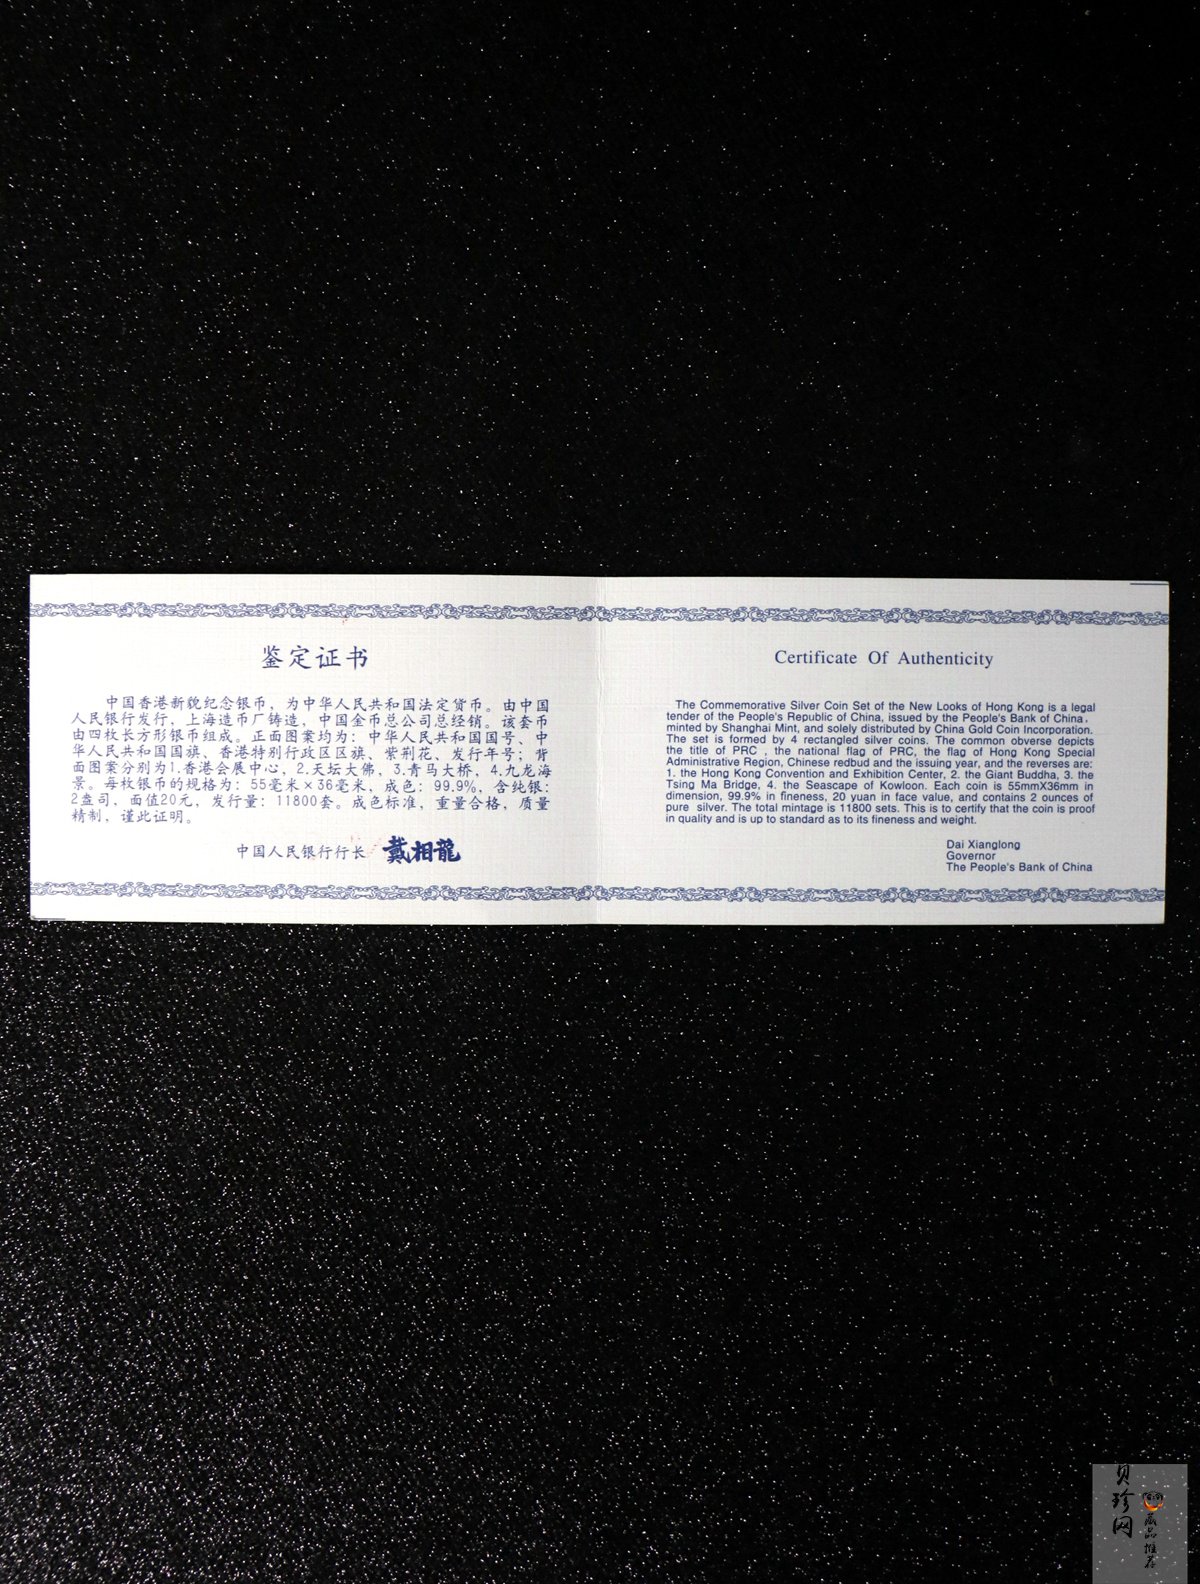 鉴定证书
中国香港新貌纪念银币，为中华人民共和国法定货币。由中国
人民银行发行，上海造币厂铸造，中国金币总公司总经销。该套币
由四枚长方形银币组成。正面图案均为：中华人民共和国国号、中
华人民共和国国旗、香港特别行政区区旗、紫荆花、发行年号；背
面图案分别为1.香港会展中心，2.天坛大佛，3.青马大桥，4.九龙海
景。每枚银币的规格为：55毫米×36毫米，成色：99.9%，含纯银：
2盎司，面值20元，发行量：11800套。成色标准，重量合格，质量
精制，谨此证明。
中国人民银行行长 戴相龍
Certificate Of Authenticity
The Commemorative Silver Coin Set of the New Looks of Hong Kong is a legal
tender of the People's Republic of China, issued by the People's Bank of China,
minted by Shanghai Mint, and solely distributed by China Gold Coin Incorporation.
The set is formed by 4 rectangled silver coins. The common obverse depicts
the title of PRC , the national flag of PRC, the flag of Hong Kong Special
Administrative Region, Chinese redbud and the issuing year, and the reverses are:
1. the Hong Kong Convention and Exhibition Center, 2. the Giant Buddha, 3. the
Tsing Ma Bridge, 4. the Seascape of Kowloon. Each coin is 55mmX36mm in
dimension, 99.9% in fineness, 20 yuan in face value, and contains 2 ounces of
pure silver. The total mintage is 11800 sets. This is to certify that the coin is proof
in quality and is up to standard as to its fineness and weight.
Dai Xianglong
Governor
The People's Bank of China
贝珍网
藏品推荐